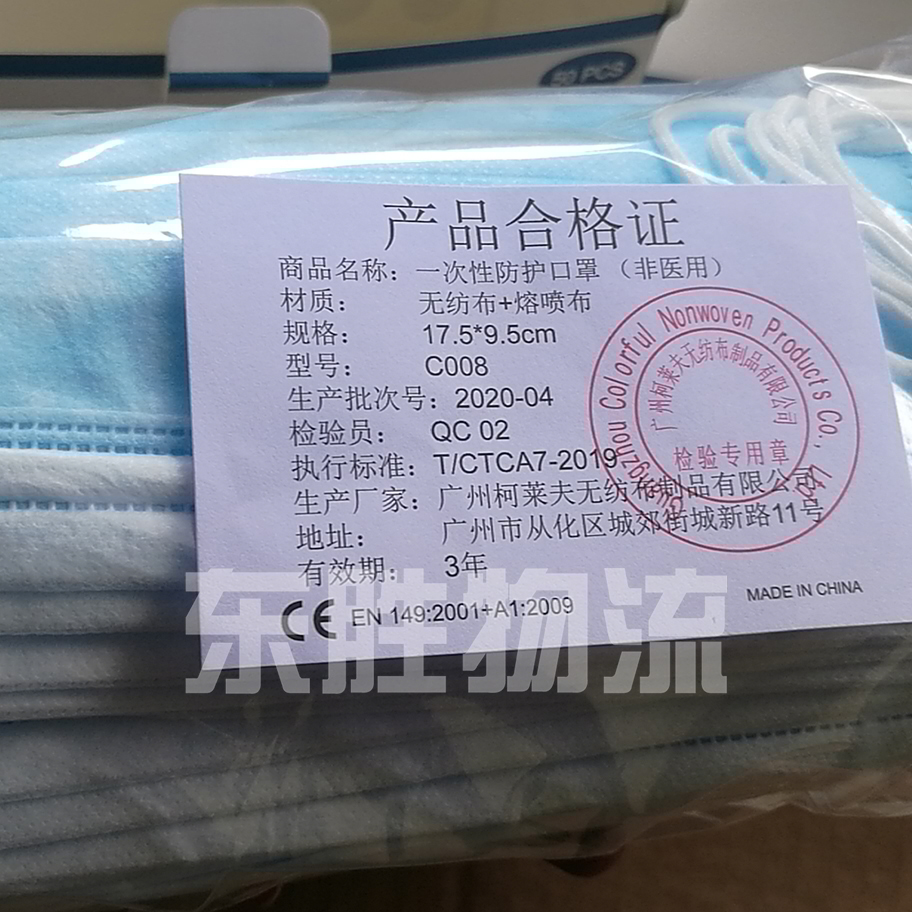 50 PCS
产品合格证
商品名称：一次性防护口罩（非医用）
材质：无纺布+熔喷布
规格：17.5*9.5cm
型号：C008
生产批次号：2020-04
检验员：QC 02
执行标准：T/CTCA7-2019
生产厂家：广州柯莱夫无纺布制品有限公司
地址：广州市从化区城郊街城新路11号
有效期：3年
CE EN 149:2001+A1:2009
MADE IN CHINA
Guangzhou Colorful Nonwoven Products Co., Ltd
广州柯莱夫无纺布制品有限公司
检验专用章
东胜物流